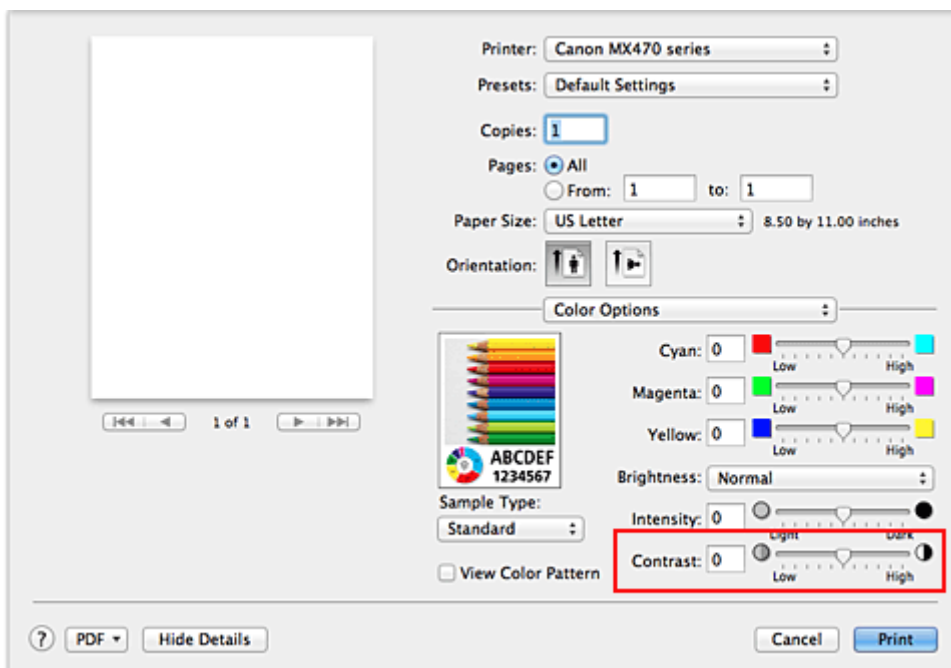 Printer: Canon MX470 series
Presets: Default Settings
Copies: 1
Pages: All
From: 1 to: 1
Paper Size: US Letter 8.50 by 11.00 inches
Orientation:
Color Options
1 of 1
ABCDEF
1234567
Sample Type:
Standard
View Color Pattern
Cyan: 0
Low High
Magenta: 0
Low High
Yellow: 0
Low High
Brightness: Normal
Intensity: 0
Light Dark
Contrast: 0
Low High
? PDF Hide Details Cancel Print